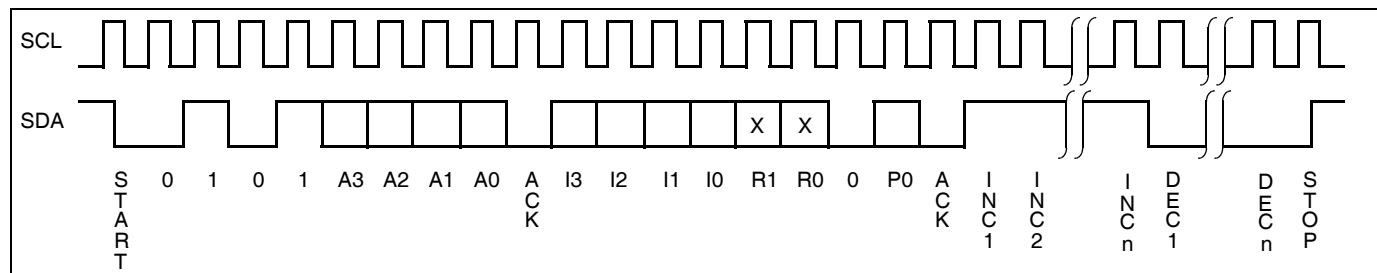 SCL
SDA
X X
START 0 1 0 1 A3 A2 A1 A0 ACK I3 I2 I1 I0 R1 R0 0 P0 ACK INC1 INC2 INCn DEC1 DECn STOP